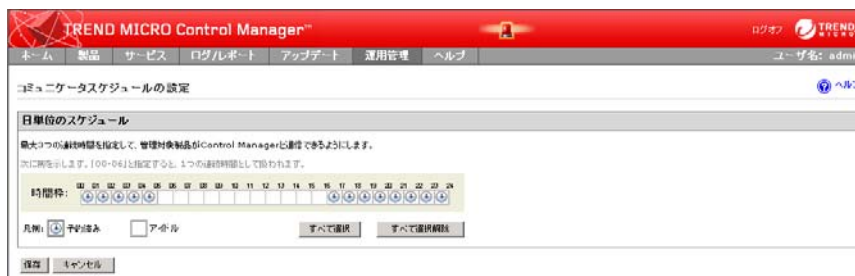 TREND MICRO Control Manager™
ログオフ
TREND MICRO
ホーム 製品 サービス ログ/レポート アップデート 運用管理 ヘルプ
ユーザ名: admi
コミュニケータスケジュールの設定
ヘル
日単位のスケジュール
最大3つの連続時間を指定して、管理対象製品がControl Managerと通信できるようにします。
次に例を示します。「00-06」と指定すると、1つの連続時間として扱われます。
00 01 02 03 04 05 06 07 08 09 10 11 12 13 14 15 16 17 18 19 20 21 22 23 24
時間枠:
凡例: 予約済み アイドル すべて選択 すべて選択解除
保存 キャンセル